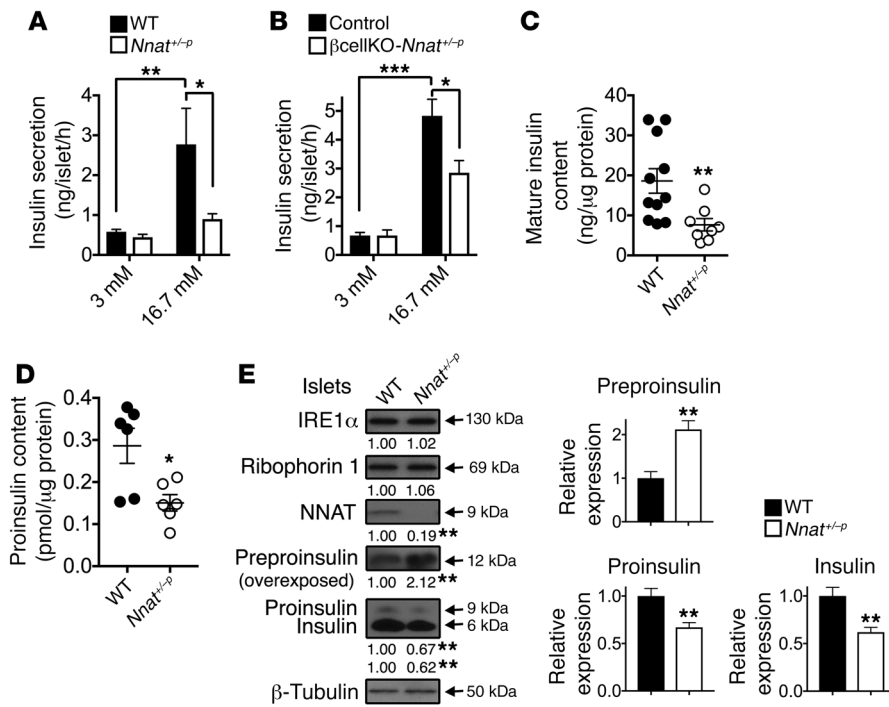 A
WT
Nnat+/–p
**
*
Insulin secretion
(ng/islet/h)
4
3
2
1
0
3 mM
16.7 mM
B
Control
βcellKO-Nnat+/–p
***
*
Insulin secretion
(ng/islet/h)
5
4
3
2
1
0
3 mM
16.7 mM
C
Mature insulin
content
(ng/μg protein)
40
30
20
10
0
**
WT
Nnat+/–p
D
Proinsulin content
(pmol/μg protein)
0.4
0.3
0.2
0.1
0
*
WT
Nnat+/–p
E
Islets
WT
Nnat+/–p
IRE1α
130 kDa
1.00 1.02
Ribophorin 1
69 kDa
1.00 1.06
NNAT
9 kDa
1.00 0.19**
Preproinsulin
12 kDa
(overexposed)
1.00 2.12**
Proinsulin
9 kDa
Insulin
6 kDa
1.00 0.67**
1.00 0.62**
β-Tubulin
50 kDa
Preproinsulin
Relative
expression
2
1
0
**
WT
Nnat+/–p
Proinsulin
Relative
expression
1.0
0.5
0
**
Insulin
Relative
expression
1.0
0.5
0.0
**